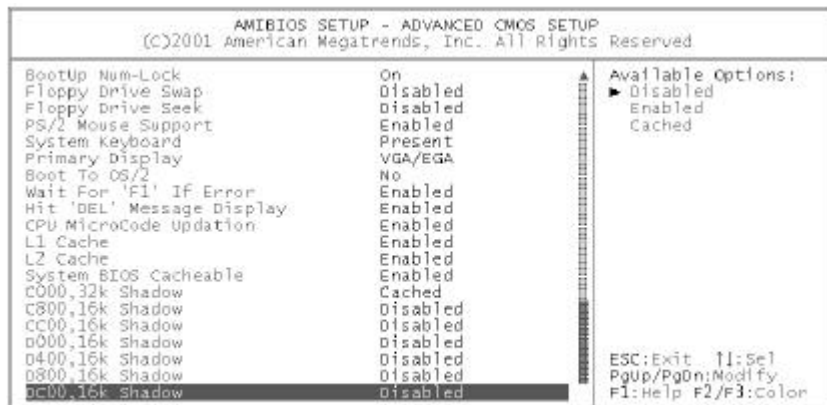 AMIBIOS SETUP - ADVANCED CMOS SETUP
(C)2001 American Megatrends, Inc. All Rights Reserved
BootUp Num-Lock On
Floppy Drive Swap Disabled
Floppy Drive Seek Disabled
PS/2 Mouse Support Enabled
System Keyboard Present
Primary Display VGA/EGA
Boot To OS/2 No
Wait For 'F1' If Error Enabled
Hit 'DEL' Message Display Enabled
CPU MicroCode Updation Enabled
L1 Cache Enabled
L2 Cache Enabled
System BIOS Cacheable Enabled
C000,32k Shadow Cached
C800,16k Shadow Disabled
CC00,16k Shadow Disabled
D000,16k Shadow Disabled
D400,16k Shadow Disabled
D800,16k Shadow Disabled
DC00,16k Shadow Disabled
Available Options:
► Disabled
Enabled
Cached
ESC:Exit ↑↓:Sel
PgUp/PgDn:Modify
F1:Help F2/F3:Color